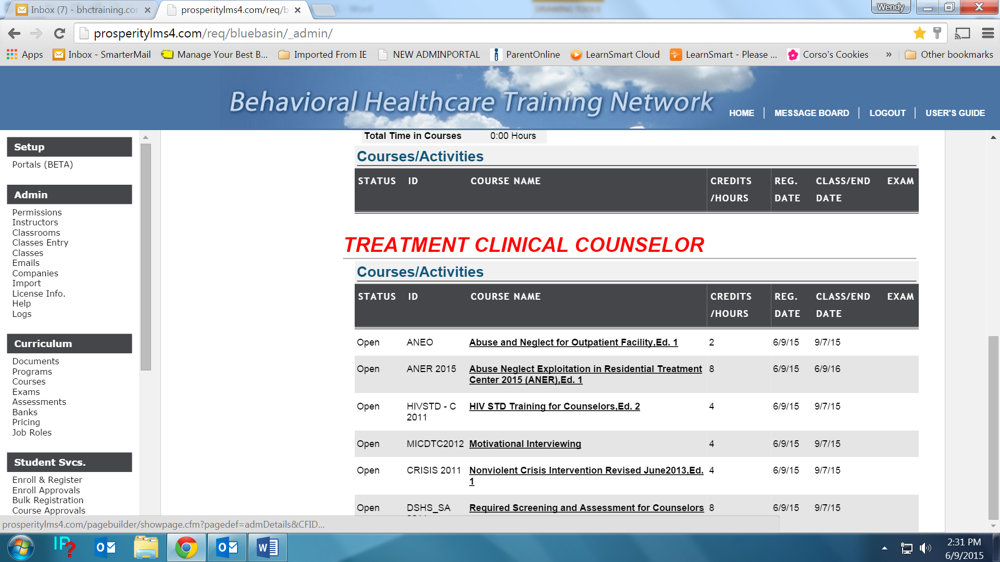 Inbox (7) - bhctraining.cor
prosperitylms4.com/req/b
Word
DRAWING TOOLS
Wendy
prosperitylms4.com/req/bluebasin/_admin/
Apps
Inbox - SmarterMail
Manage Your Best B...
Imported From IE
NEW ADMINPORTAL
ParentOnline
LearnSmart Cloud
LearnSmart - Please ...
Corso's Cookies
»
Other bookmarks
Behavioral Healthcare Training Network
HOME | MESSAGE BOARD | LOGOUT | USER'S GUIDE
Setup
Portals (BETA)
Admin
Permissions
Instructors
Classrooms
Classes Entry
Classes
Emails
Companies
Import
License Info.
Help
Logs
Curriculum
Documents
Programs
Courses
Exams
Assessments
Banks
Pricing
Job Roles
Student Svcs.
Enroll & Register
Enroll Approvals
Bulk Registration
Course Approvals
Total Time in Courses 0:00 Hours
Courses/Activities
STATUS ID COURSE NAME CREDITS REG. CLASS/END EXAM
/HOURS DATE DATE
TREATMENT CLINICAL COUNSELOR
Courses/Activities
STATUS ID COURSE NAME CREDITS REG. CLASS/END EXAM
/HOURS DATE DATE
Open ANEO Abuse and Neglect for Outpatient Facility,Ed. 1 2 6/9/15 9/7/15
Open ANER 2015 Abuse Neglect Exploitation in Residential Treatment 8 6/9/15 6/9/16
Center 2015 (ANER),Ed. 1
Open HIVSTD - C HIV STD Training for Counselors,Ed. 2 4 6/9/15 9/7/15
2011
Open MICDTC2012 Motivational Interviewing 4 6/9/15 9/7/15
Open CRISIS 2011 Nonviolent Crisis Intervention Revised June2013,Ed. 4 6/9/15 9/7/15
1
Open DSHS_SA Required Screening and Assessment for Counselors 8 6/9/15 9/7/15
prosperitylms4.com/pagebuilder/showpage.cfm?pagedef=admDetails&CFID...
IP?
2:31 PM
6/9/2015